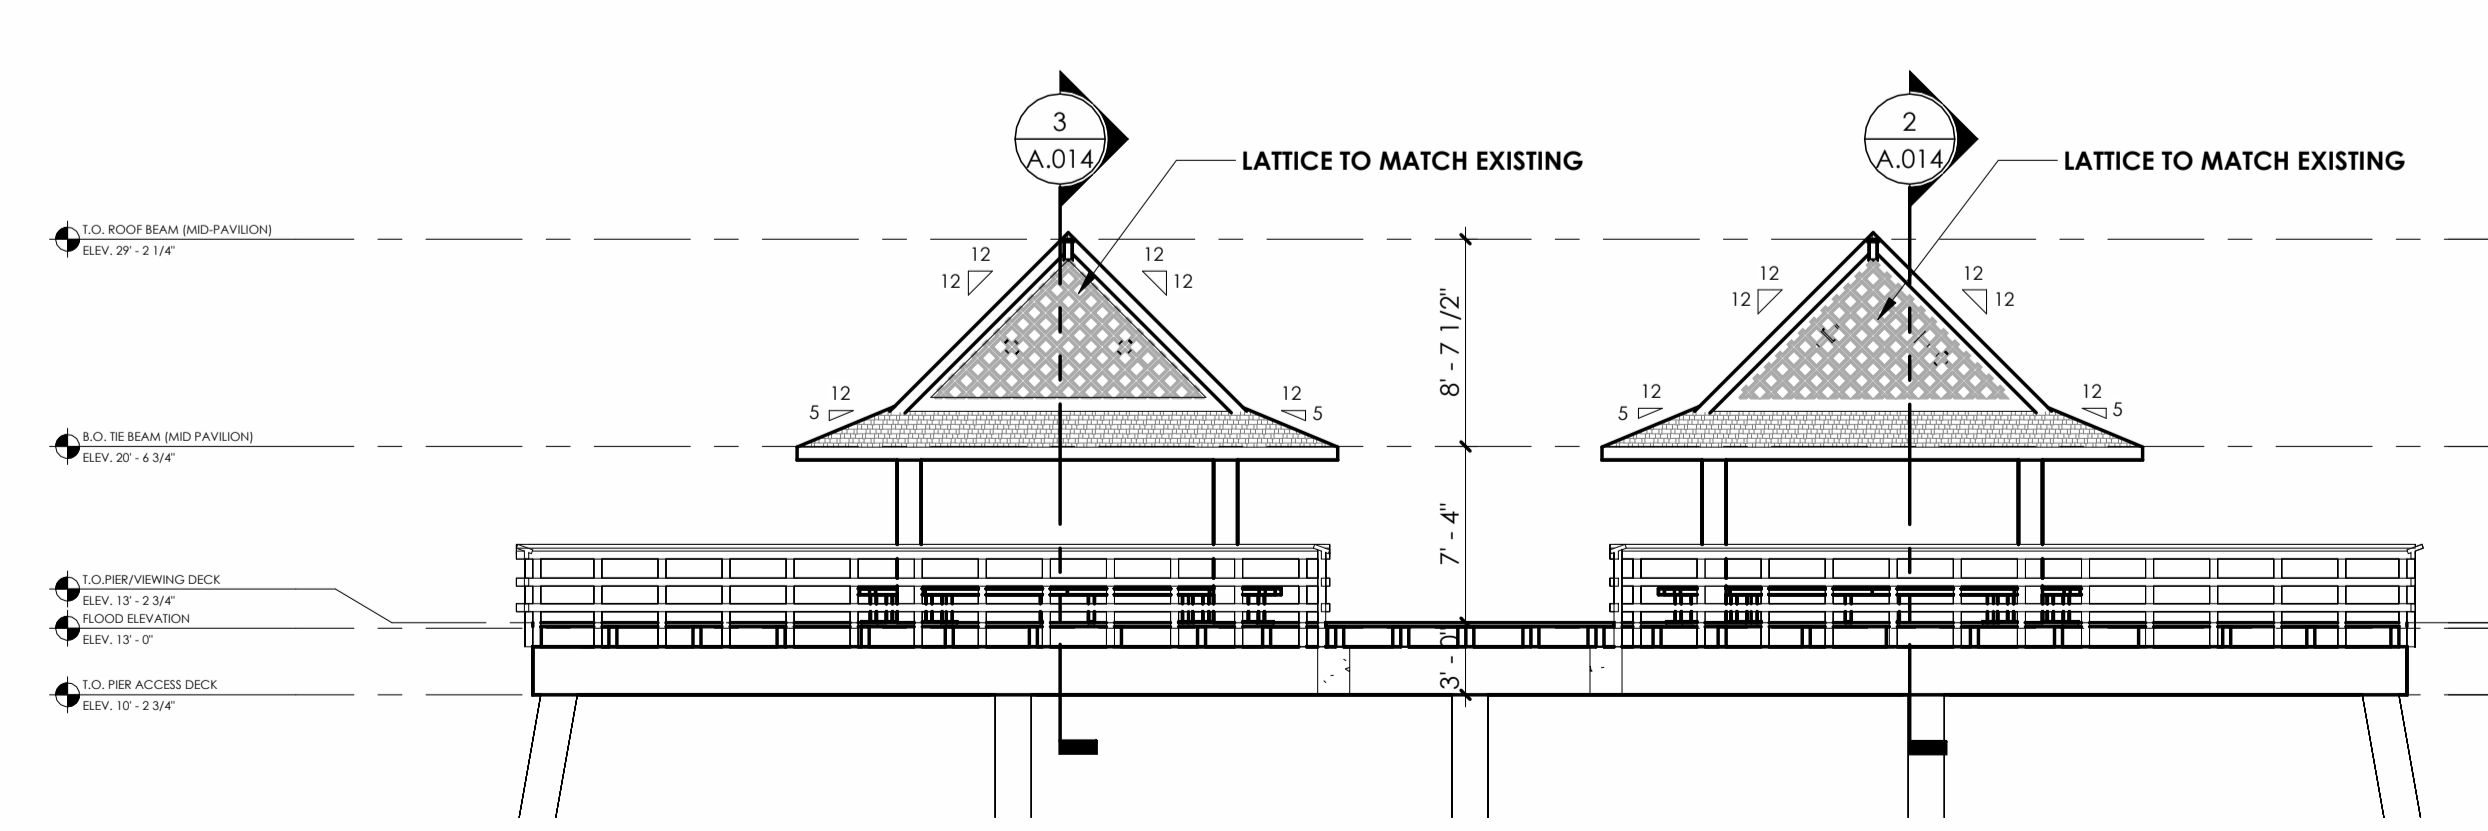 3
A.014
LATTICE TO MATCH EXISTING
2
A.014
LATTICE TO MATCH EXISTING
T.O. ROOF BEAM (MID-PAVILION)
ELEV. 29' - 2 1/4"
12
12
12
12
12
12
12
12
8' - 7 1/2"
12
5
12
5
12
5
12
5
B.O. TIE BEAM (MID PAVILION)
ELEV. 20' - 6 3/4"
7' - 4"
T.O.PIER/VIEWING DECK
ELEV. 13' - 2 3/4"
FLOOD ELEVATION
ELEV. 13' - 0"
3' - 0"
T.O. PIER ACCESS DECK
ELEV. 10' - 2 3/4"